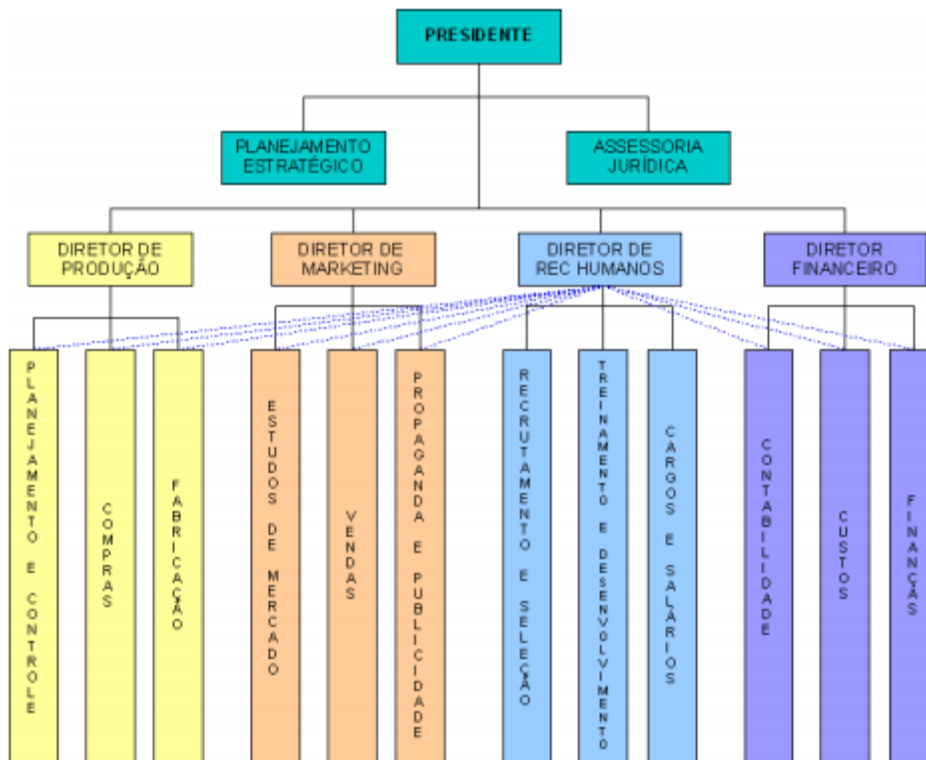 PRESIDENTE
PLANEJAMENTO
ESTRATÉGICO
ASSESSORIA
JURÍDICA
DIRETOR DE
PRODUÇÃO
DIRETOR DE
MARKETING
DIRETOR DE
REC HUMANOS
DIRETOR
FINANCEIRO
PLANEJAMENTO E CONTROLE
COMPRAS
FABRICAÇÃO
ESTUDOS DE MERCADO
VENDAS
PROPAGANDA E PUBLICIDADE
RECRUTAMENTO E SELEÇÃO
TREINAMENTO E DESENVOLVIMENTO
CARGOS E SALÁRIOS
CONTABILIDADE
CUSTOS
FINANÇAS